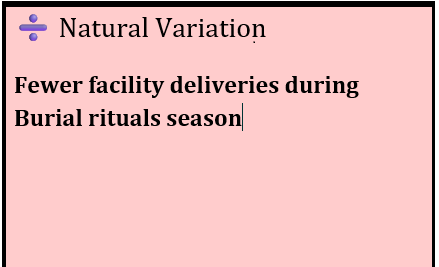 ➗ Natural Variation
Fewer facility deliveries during
Burial rituals season